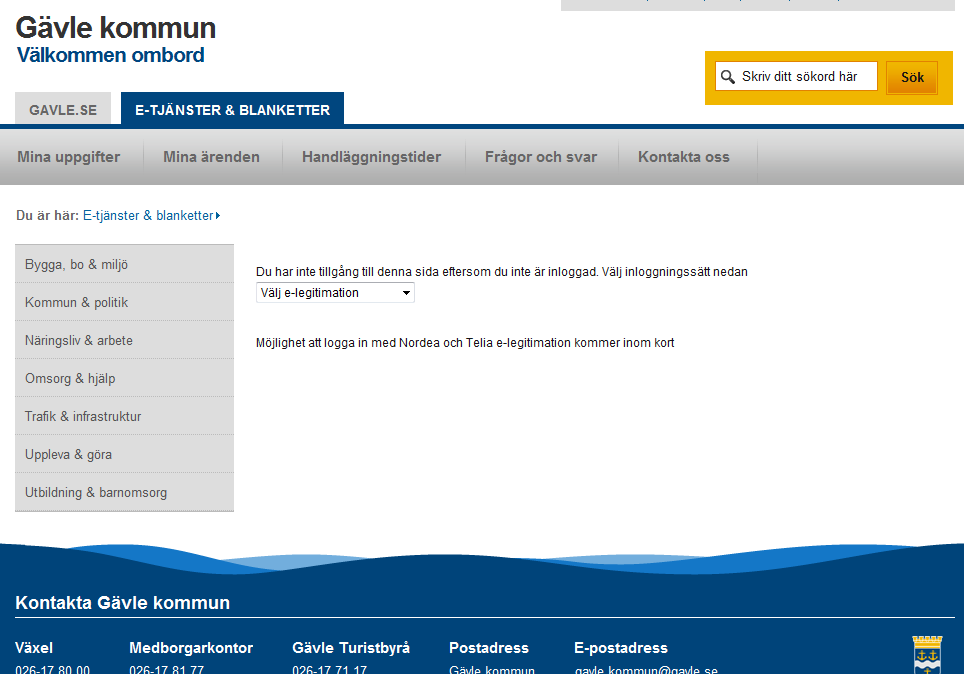 Gävle kommun
Välkommen ombord
Skriv ditt sökord här
Sök
GAVLE.SE
E-TJÄNSTER & BLANKETTER
Mina uppgifter
Mina ärenden
Handläggningstider
Frågor och svar
Kontakta oss
Du är här: E-tjänster & blanketter
Bygga, bo & miljö
Kommun & politik
Näringsliv & arbete
Omsorg & hjälp
Trafik & infrastruktur
Uppleva & göra
Utbildning & barnomsorg
Du har inte tillgång till denna sida eftersom du inte är inloggad. Välj inloggningssätt nedan
Välj e-legitimation
Möjlighet att logga in med Nordea och Telia e-legitimation kommer inom kort
Kontakta Gävle kommun
Växel
026-17 80 00
Medborgarkontor
026-17 81 77
Gävle Turistbyrå
026-17 71 17
Postadress
Gävle kommun
E-postadress
gavle.kommun@gavle.se